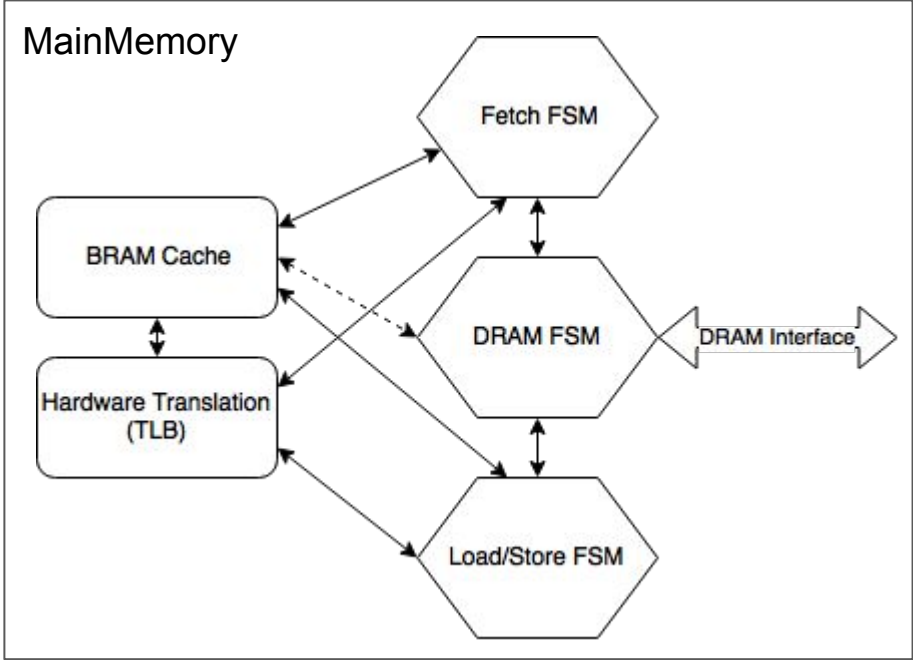 MainMemory
Fetch FSM
BRAM Cache
DRAM FSM
DRAM Interface
Hardware Translation
(TLB)
Load/Store FSM